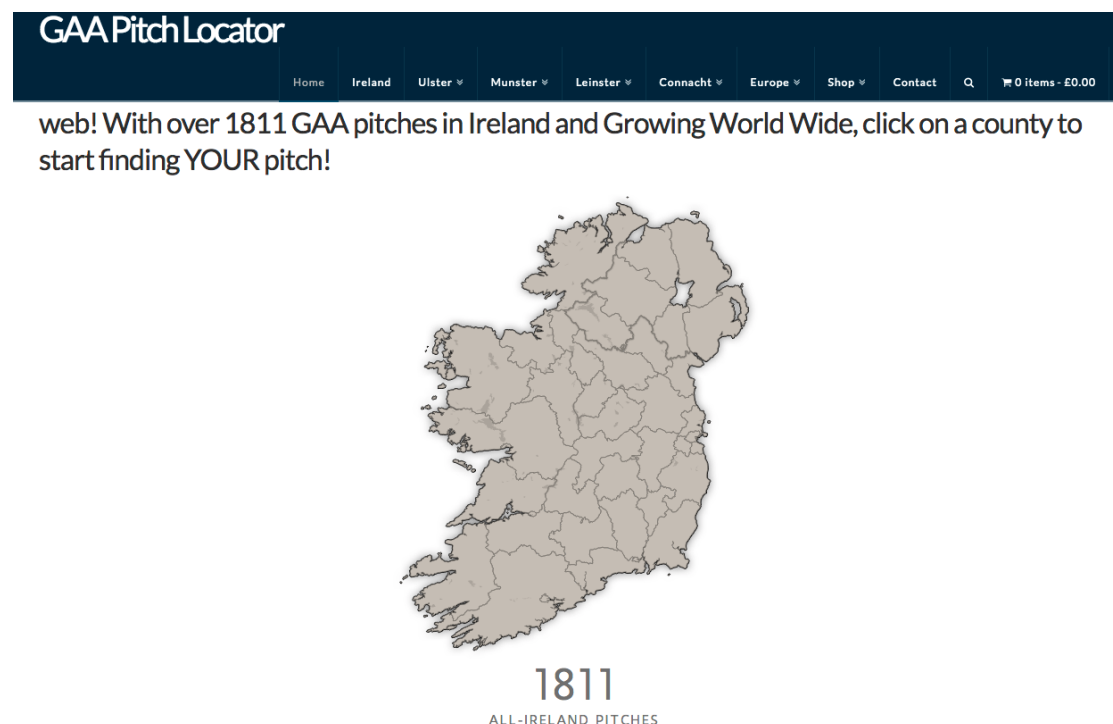 GAA Pitch Locator
Home Ireland Ulster Munster Leinster Connacht Europe Shop Contact 0 items - £0.00
web! With over 1811 GAA pitches in Ireland and Growing World Wide, click on a county to
start finding YOUR pitch!
1811
ALL-IRELAND PITCHES